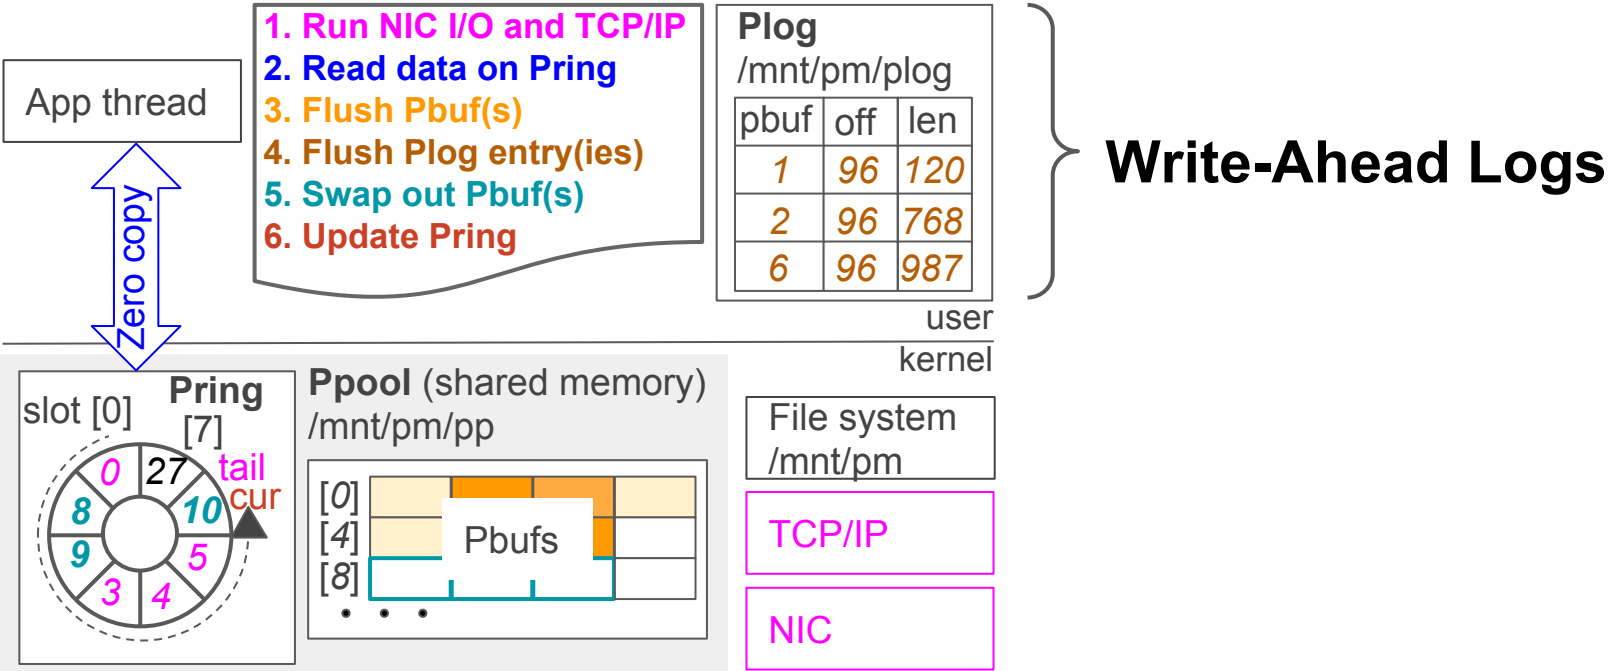 App thread
Zero copy
1. Run NIC I/O and TCP/IP
2. Read data on Pring
3. Flush Pbuf(s)
4. Flush Plog entry(ies)
5. Swap out Pbuf(s)
6. Update Pring
Plog
/mnt/pm/plog
pbuf off len
1 96 120
2 96 768
6 96 987
Write-Ahead Logs
user
kernel
slot [0] Pring
[7]
tail
cur
0 27
8 10
9 5
3 4
Ppool (shared memory)
/mnt/pm/pp
[0]
[4]
[8]
Pbufs
• • •
File system
/mnt/pm
TCP/IP
NIC